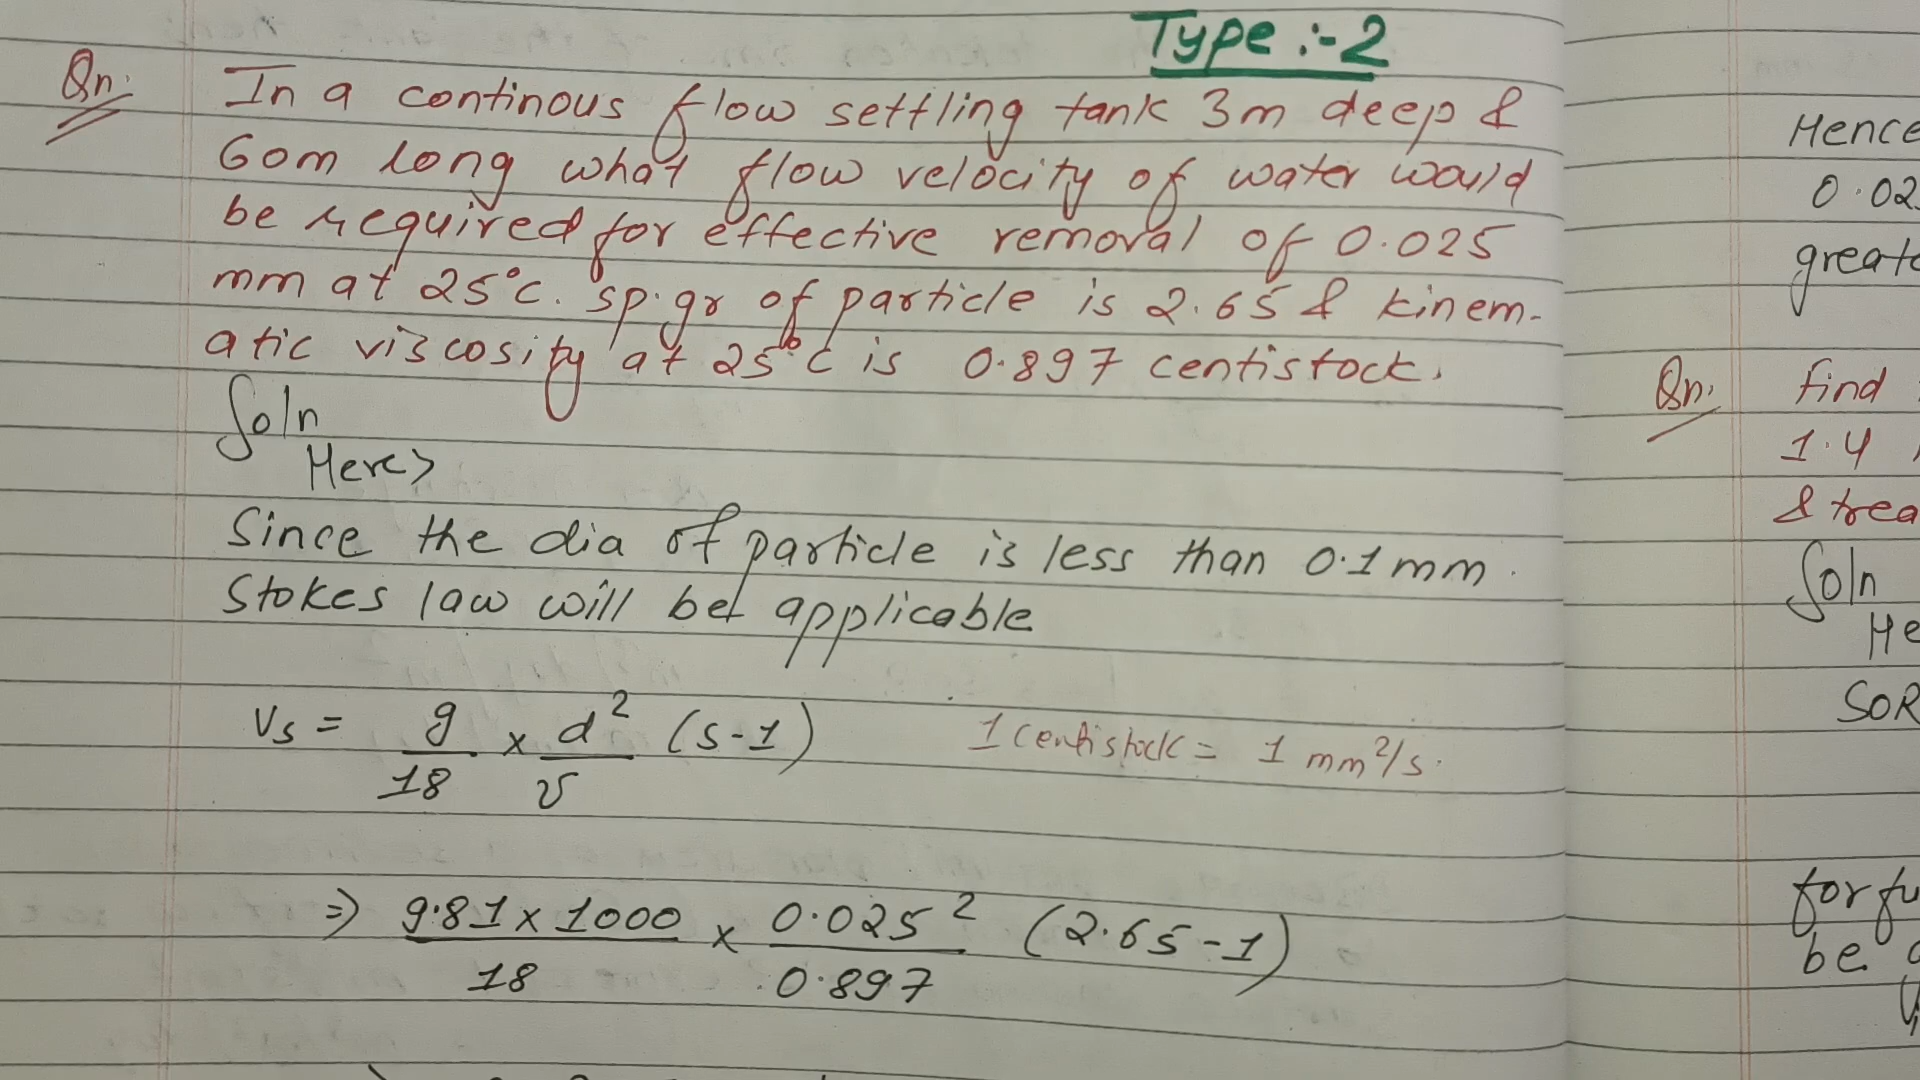 Type :- 2
Qn. In a continous flow settling tank 3m deep &
60m long what flow velocity of water would
be required for effective removal of 0.025
mm at 25°c. sp.gr of particle is 2.65 & kinem-
atic viscosity at 25°C is 0.897 centistock.
Soln
Here>
Since the dia of particle is less than 0.1 mm.
Stokes law will be applicable
Vs = g/18 x d²/ν (s-1)
1 centistock = 1 mm²/s.
=> 9.81 x 1000/18 x 0.025²/0.897 (2.65-1)
Hence
0.02
great
Qn. find
1.4
& trea
Soln
He
SOR
for fu
be